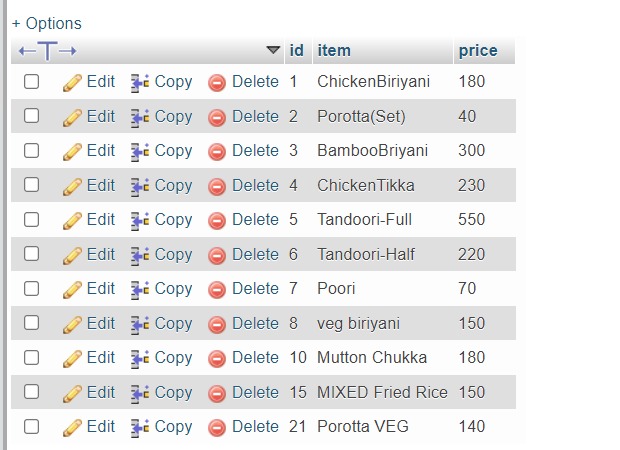 + Options
←T→ id item price
Edit Copy Delete 1 ChickenBiriyani 180
Edit Copy Delete 2 Porotta(Set) 40
Edit Copy Delete 3 BambooBriyani 300
Edit Copy Delete 4 ChickenTikka 230
Edit Copy Delete 5 Tandoori-Full 550
Edit Copy Delete 6 Tandoori-Half 220
Edit Copy Delete 7 Poori 70
Edit Copy Delete 8 veg biriyani 150
Edit Copy Delete 10 Mutton Chukka 180
Edit Copy Delete 15 MIXED Fried Rice 150
Edit Copy Delete 21 Porotta VEG 140